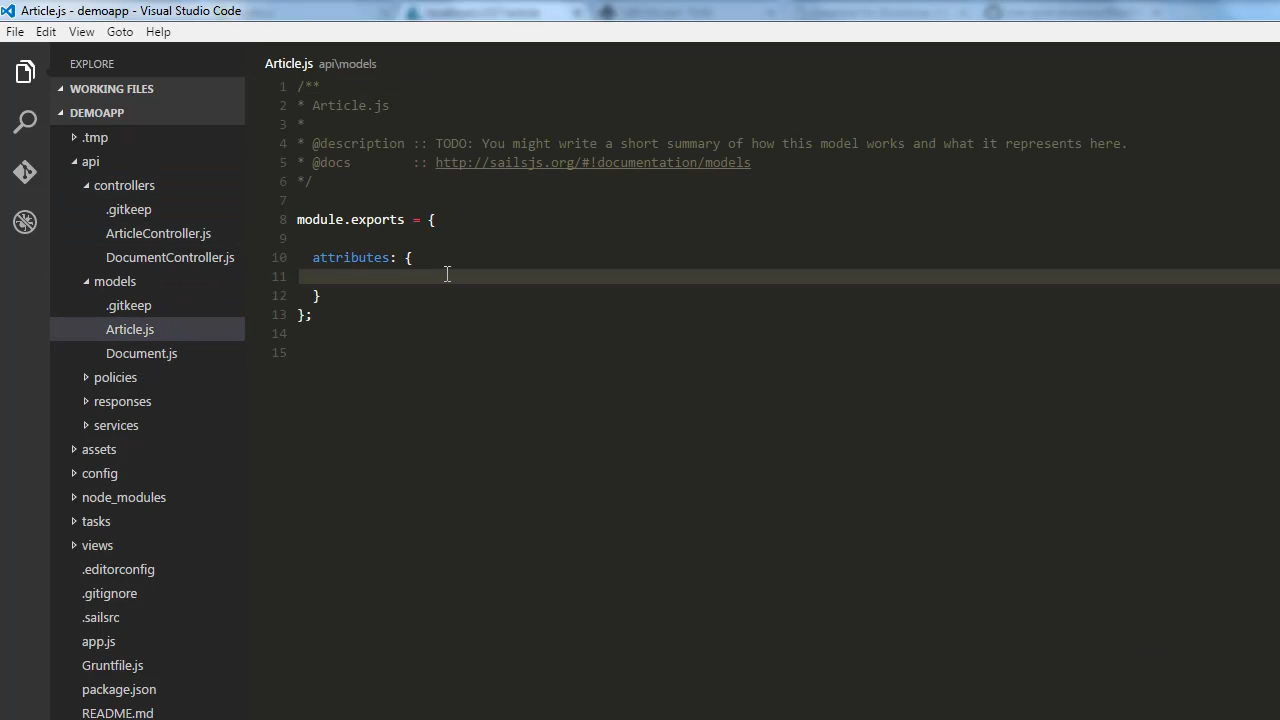 Article.js - demoapp - Visual Studio Code
File Edit View Goto Help
EXPLORE
WORKING FILES
DEMOAPP
.tmp
api
controllers
.gitkeep
ArticleController.js
DocumentController.js
models
.gitkeep
Article.js
Document.js
policies
responses
services
assets
config
node_modules
tasks
views
.editorconfig
.gitignore
.sailsrc
app.js
Gruntfile.js
package.json
README.md
Article.js api\models
1 /**
2 * Article.js
3 *
4 * @description :: TODO: You might write a short summary of how this model works and what it represents here.
5 * @docs :: http://sailsjs.org/#!documentation/models
6 */
7
8 module.exports = {
9
10 attributes: {
11
12 }
13 };
14
15